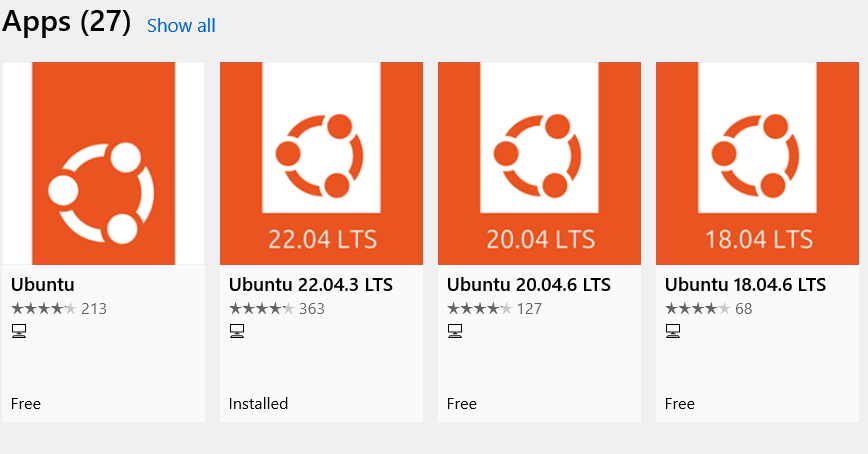 Apps (27) Show all
22.04 LTS
20.04 LTS
18.04 LTS
Ubuntu
213
Free
Ubuntu 22.04.3 LTS
363
Installed
Ubuntu 20.04.6 LTS
127
Free
Ubuntu 18.04.6 LTS
68
Free